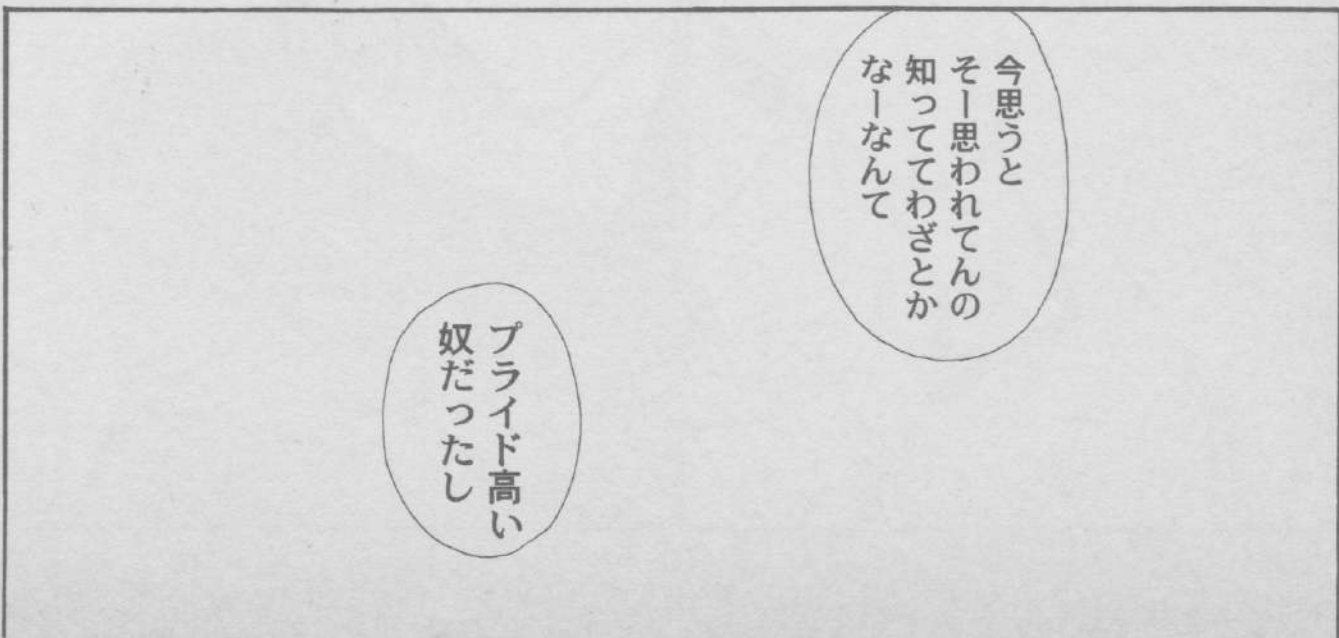 今思うと
そー思われてんの
知っててわざとか
なーなんて
プライド高い
奴だったし